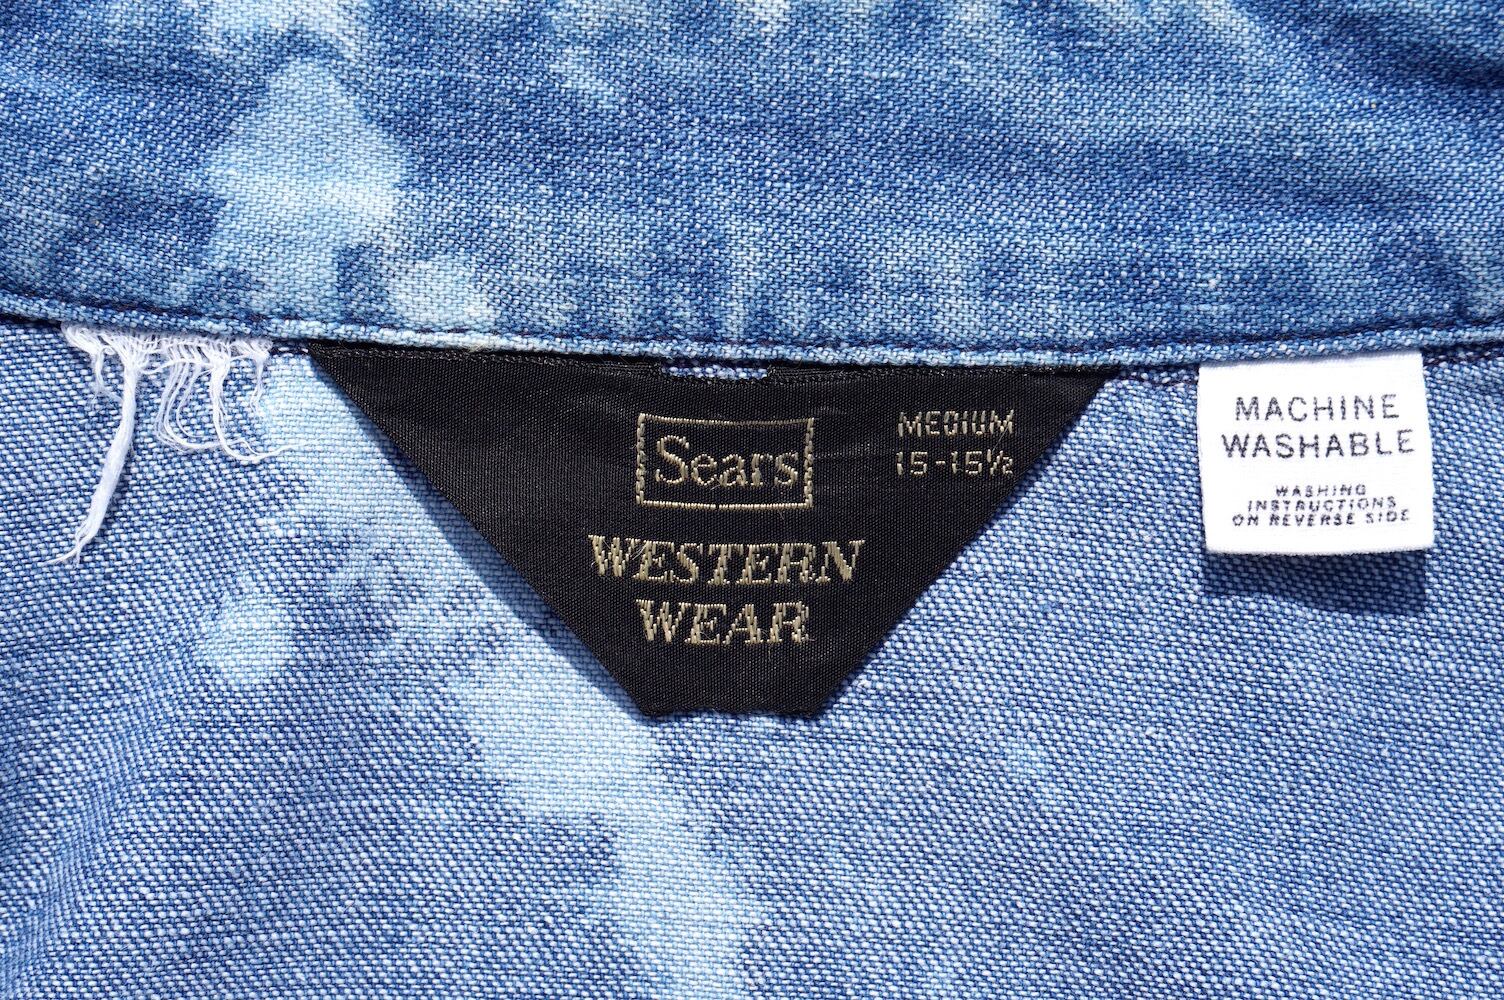 Sears
MEDIUM
15-15½
WESTERN
WEAR
MACHINE
WASHABLE
WASHING
INSTRUCTIONS
ON REVERSE SIDE